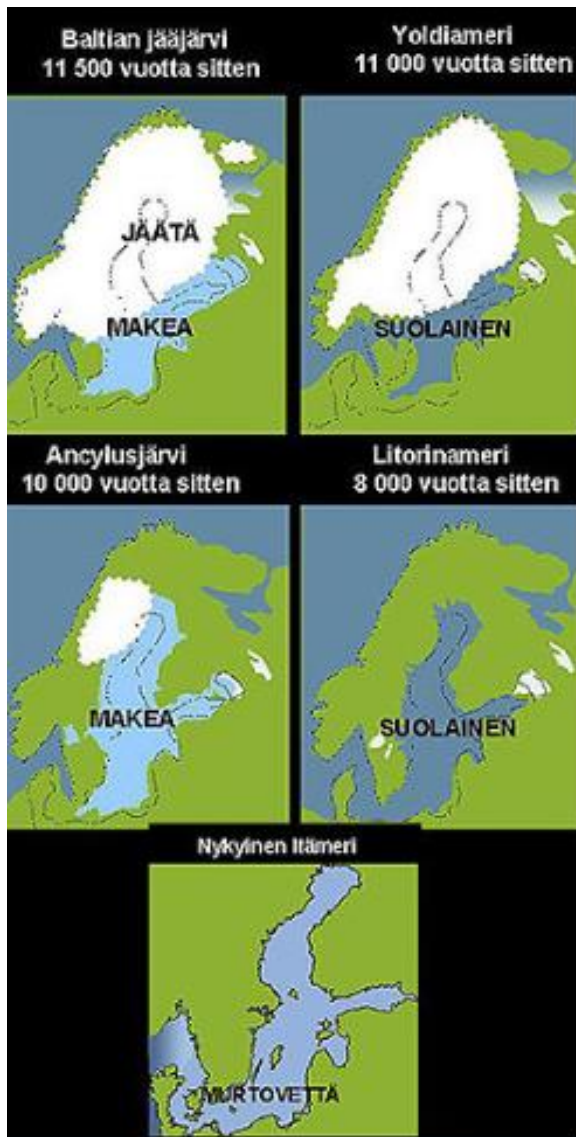 Baltian jääjärvi
11 500 vuotta sitten
Yoldiameri
11 000 vuotta sitten
JÄÄTÄ
MAKEA
SUOLAINEN
Ancylusjärvi
10 000 vuotta sitten
Litorinameri
8 000 vuotta sitten
MAKEA
SUOLAINEN
Nykyinen Itämeri
MURTOVETTÄ